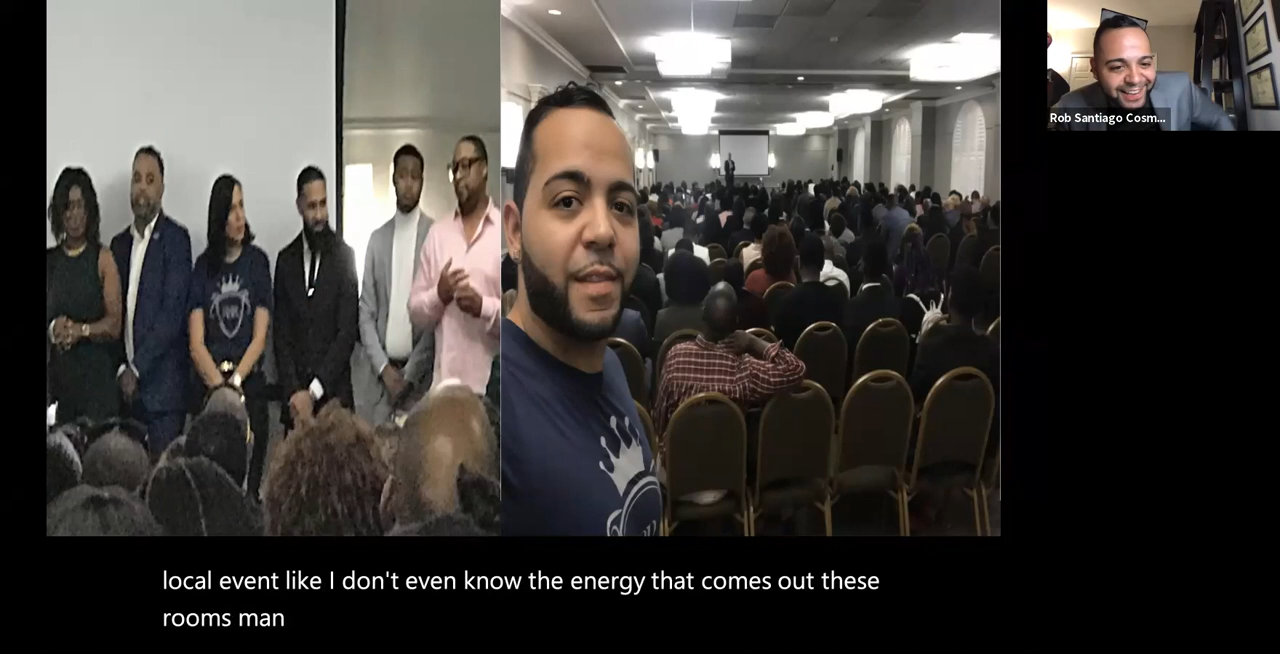 Rob Santiago Cosm...
local event like I don't even know the energy that comes out these
rooms man